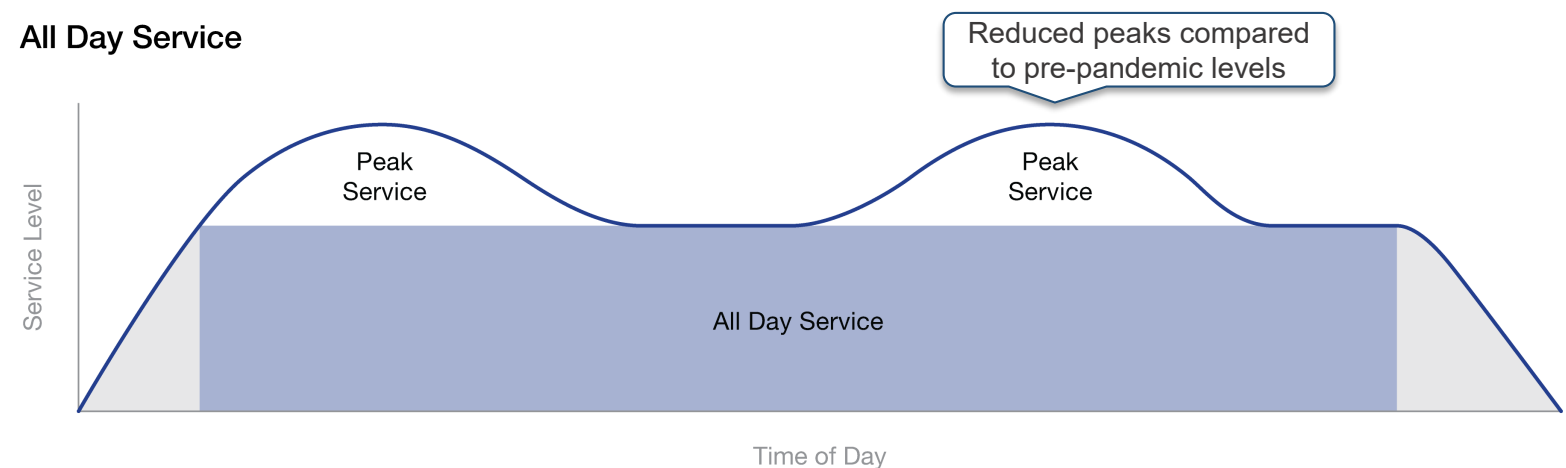 All Day Service
Reduced peaks compared
to pre-pandemic levels
Peak
Service
Peak
Service
Service Level
All Day Service
Time of Day